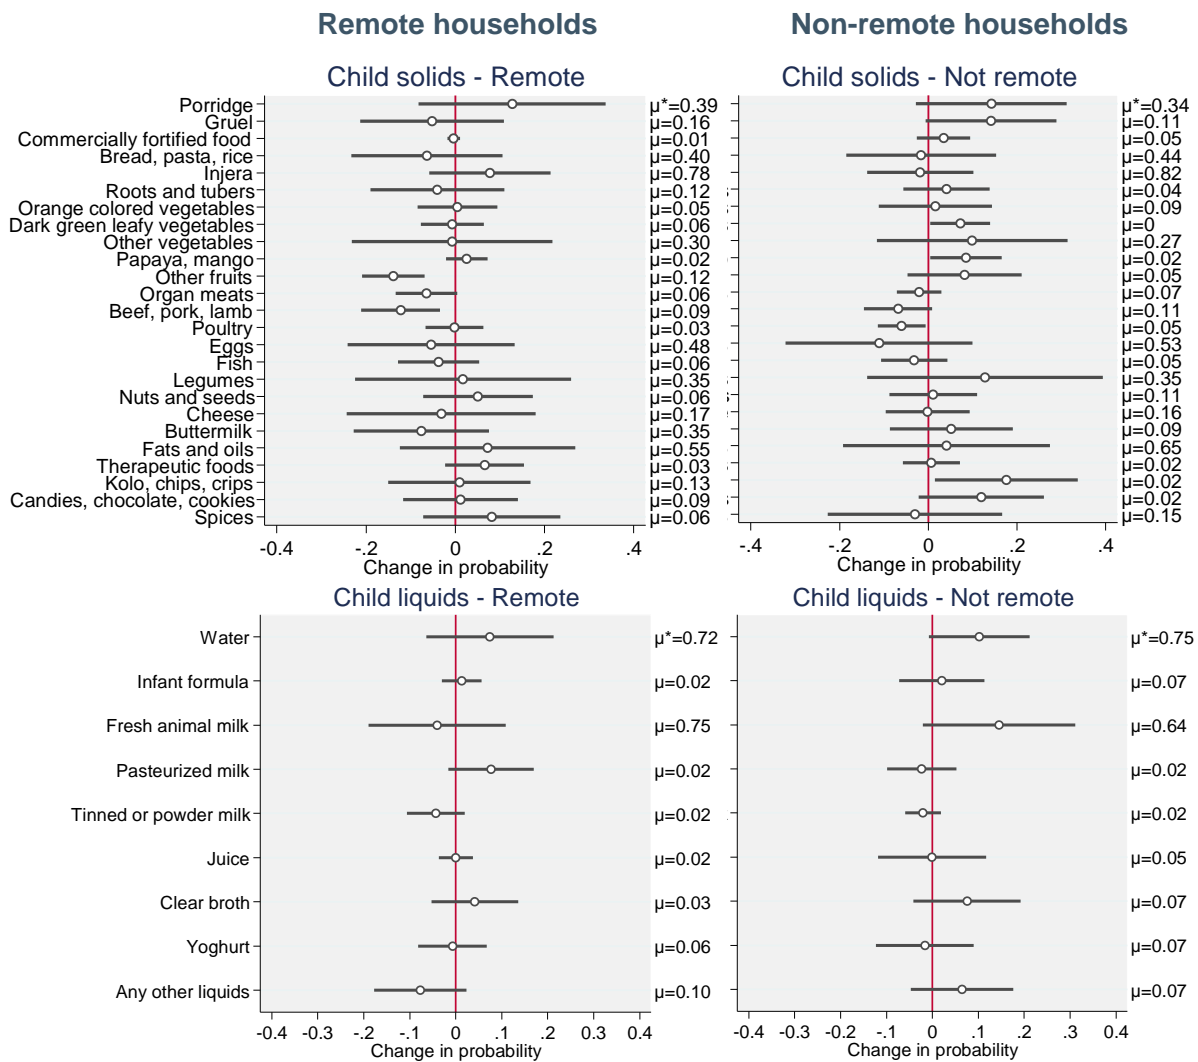 Remote households
Non-remote households
Child solids - Remote
Child solids - Not remote
Porridge μ*=0.39 μ*=0.34
Gruel μ=0.16 μ=0.11
Commercially fortified food μ=0.01 μ=0.05
Bread, pasta, rice μ=0.40 μ=0.44
Injera μ=0.78 μ=0.82
Roots and tubers μ=0.12 μ=0.04
Orange colored vegetables μ=0.05 μ=0.09
Dark green leafy vegetables μ=0.06 μ=0
Other vegetables μ=0.30 μ=0.27
Papaya, mango μ=0.02 μ=0.02
Other fruits μ=0.12 μ=0.05
Organ meats μ=0.06 μ=0.07
Beef, pork, lamb μ=0.09 μ=0.11
Poultry μ=0.03 μ=0.05
Eggs μ=0.48 μ=0.53
Fish μ=0.06 μ=0.05
Legumes μ=0.35 μ=0.35
Nuts and seeds μ=0.06 μ=0.11
Cheese μ=0.17 μ=0.16
Buttermilk μ=0.35 μ=0.09
Fats and oils μ=0.55 μ=0.65
Therapeutic foods μ=0.03 μ=0.02
Kolo, chips, crips μ=0.13 μ=0.02
Candies, chocolate, cookies μ=0.09 μ=0.02
Spices μ=0.06 μ=0.15
-0.4 -.2 0 .2 .4
-0.4 -.2 0 .2 0.4
Change in probability
Change in probability
Child liquids - Remote
Child liquids - Not remote
Water μ*=0.72 μ*=0.75
Infant formula μ=0.02 μ=0.07
Fresh animal milk μ=0.75 μ=0.64
Pasteurized milk μ=0.02 μ=0.02
Tinned or powder milk μ=0.02 μ=0.02
Juice μ=0.02 μ=0.05
Clear broth μ=0.03 μ=0.07
Yoghurt μ=0.06 μ=0.07
Any other liquids μ=0.10 μ=0.07
-0.4 -0.3 -0.2 -.1 0 .1 0.2 0.3 0.4
-0.4 -0.3 -0.2 -.1 0 .1 0.2 0.3 0.4
Change in probability
Change in probability